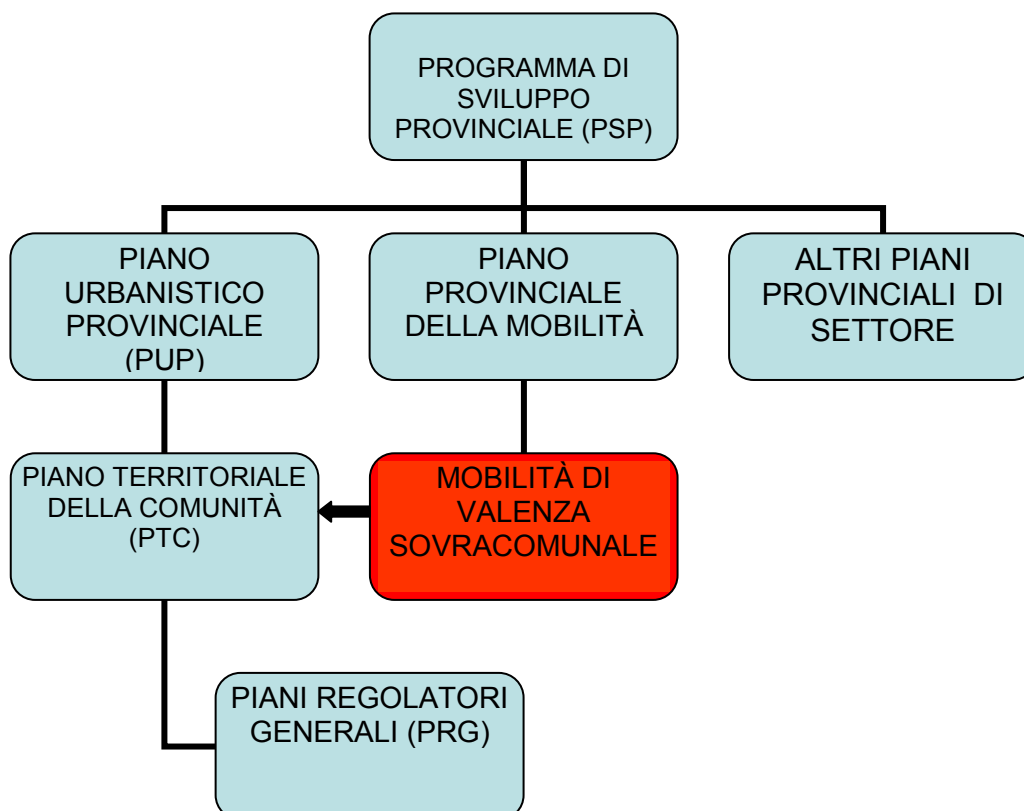 PROGRAMMA DI
SVILUPPO
PROVINCIALE (PSP)
PIANO
URBANISTICO
PROVINCIALE
(PUP)
PIANO
PROVINCIALE
DELLA MOBILITÀ
ALTRI PIANI
PROVINCIALI DI
SETTORE
PIANO TERRITORIALE
DELLA COMUNITÀ
(PTC)
MOBILITÀ DI
VALENZA
SOVRACOMUNALE
PIANI REGOLATORI
GENERALI (PRG)